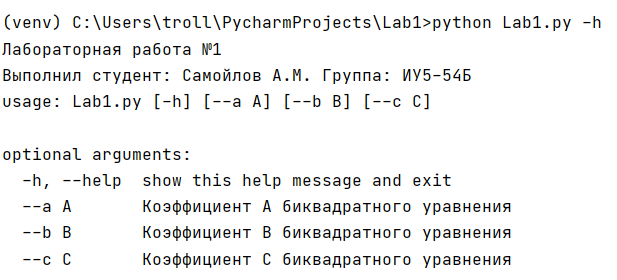 (venv) C:\Users\troll\PycharmProjects\Lab1>python Lab1.py -h
Лабораторная работа №1
Выполнил студент: Самойлов А.М. Группа: ИУ5-54Б
usage: Lab1.py [-h] [--a A] [--b B] [--c C]
optional arguments:
-h, --help show this help message and exit
--a A Коэффициент A биквадратного уравнения
--b B Коэффициент B биквадратного уравнения
--c C Коэффициент C биквадратного уравнения